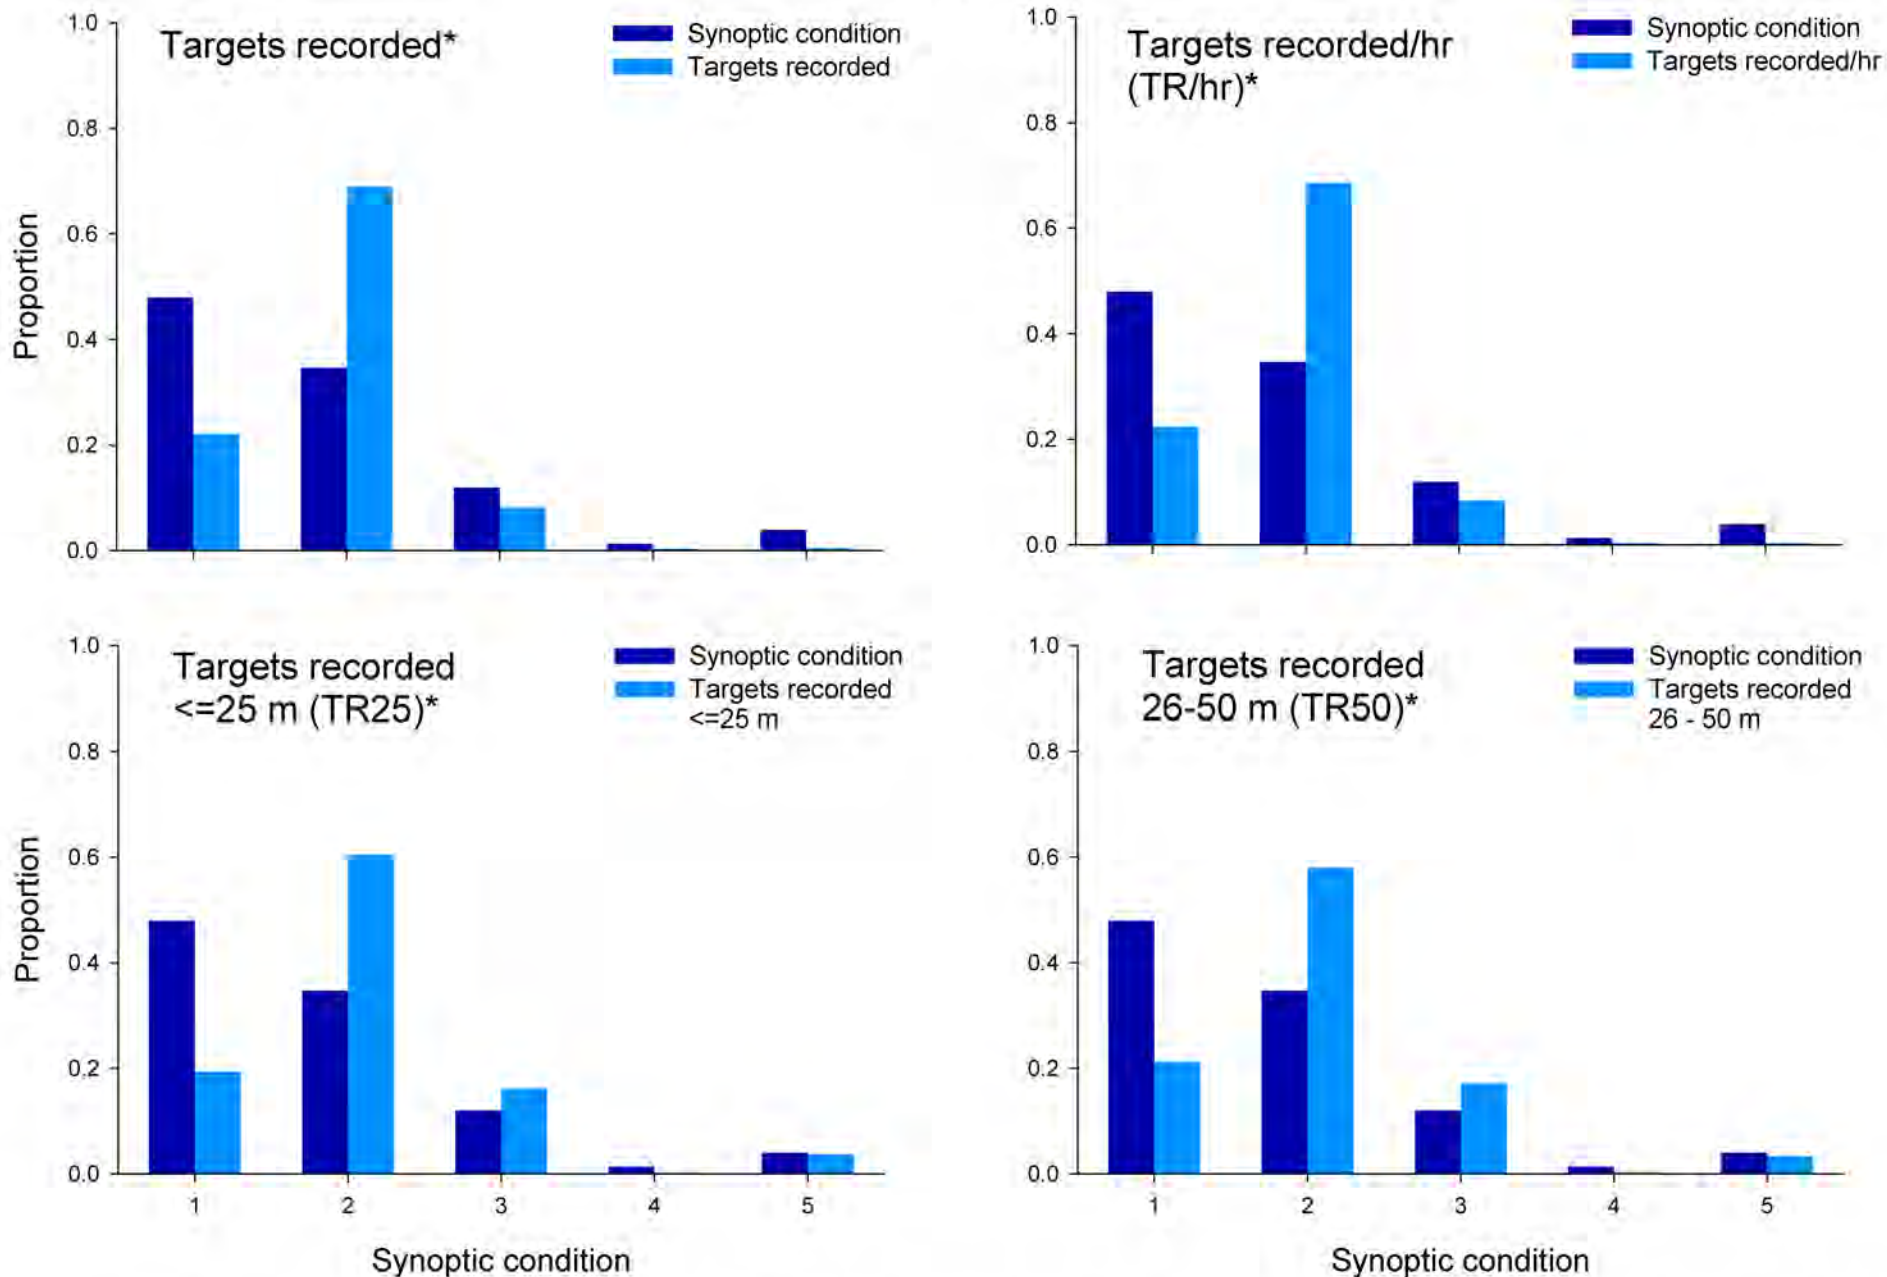 Targets recorded*
Synoptic condition
Targets recorded
1.0
0.8
0.6
0.4
0.2
0.0
Proportion
Targets recorded/hr
(TR/hr)*
Synoptic condition
Targets recorded/hr
1.0
0.8
0.6
0.4
0.2
0.0
Targets recorded
<=25 m (TR25)*
Synoptic condition
Targets recorded
<=25 m
1.0
0.8
0.6
0.4
0.2
0.0
Proportion
1 2 3 4 5
Synoptic condition
Targets recorded
26-50 m (TR50)*
Synoptic condition
Targets recorded
26 - 50 m
1.0
0.8
0.6
0.4
0.2
0.0
1 2 3 4 5
Synoptic condition